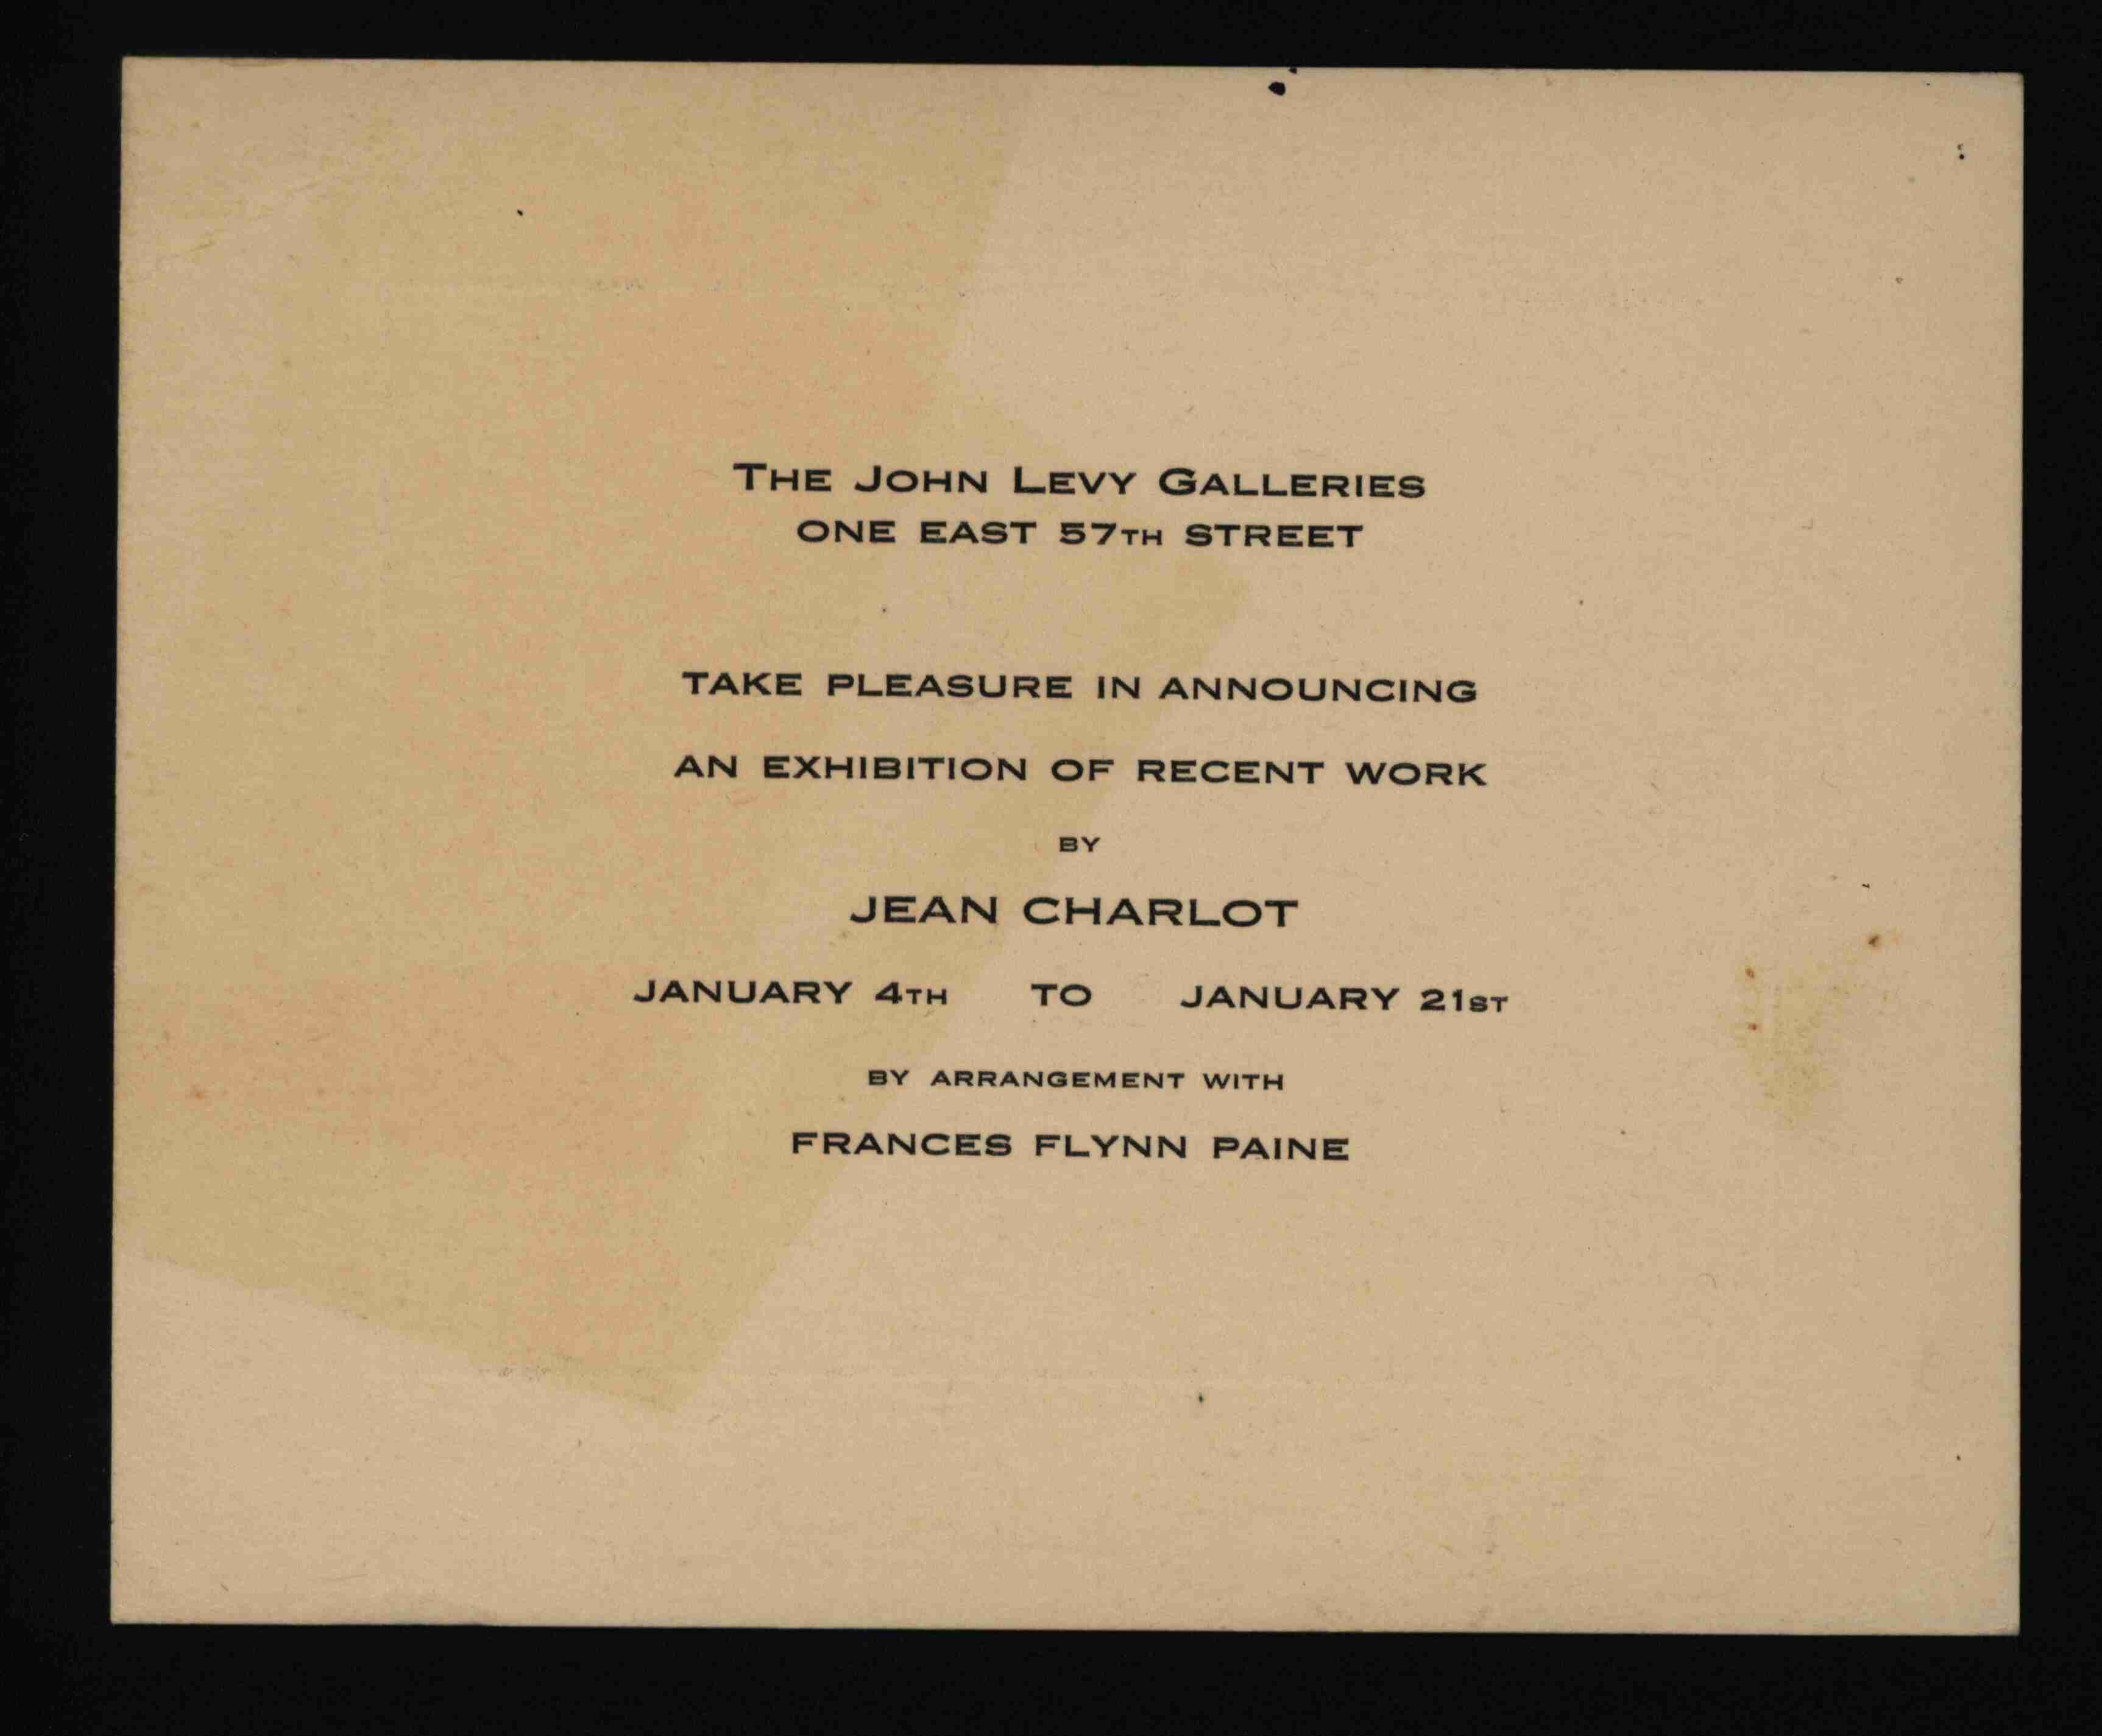 The John Levy Galleries
ONE EAST 57TH STREET
TAKE PLEASURE IN ANNOUNCING
AN EXHIBITION OF RECENT WORK
BY
JEAN CHARLOT
JANUARY 4TH TO JANUARY 21ST
BY ARRANGEMENT WITH
FRANCES FLYNN PAINE